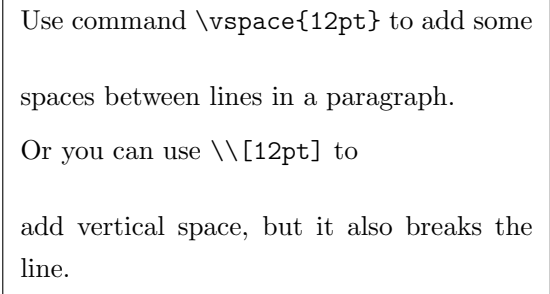 Use command \vspace{12pt} to add some
spaces between lines in a paragraph.
Or you can use \\[12pt] to
add vertical space, but it also breaks the
line.